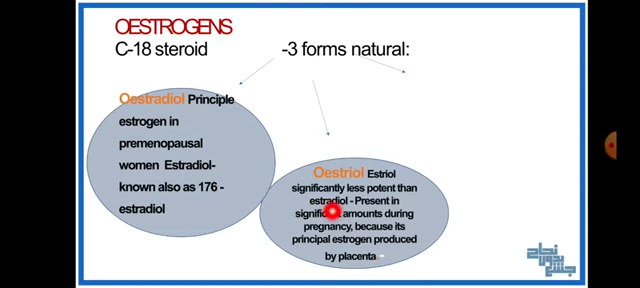 OESTROGENS
C-18 steroid -3 forms natural:
Oestradiol Principle
estrogen in
premenopausal
women Estradiol-
known also as 176-
estradiol
Oestriol Estriol
significantly less potent than
estradiol - Present in
amounts during
pregnancy, because its
principal estrogen produced
by placenta